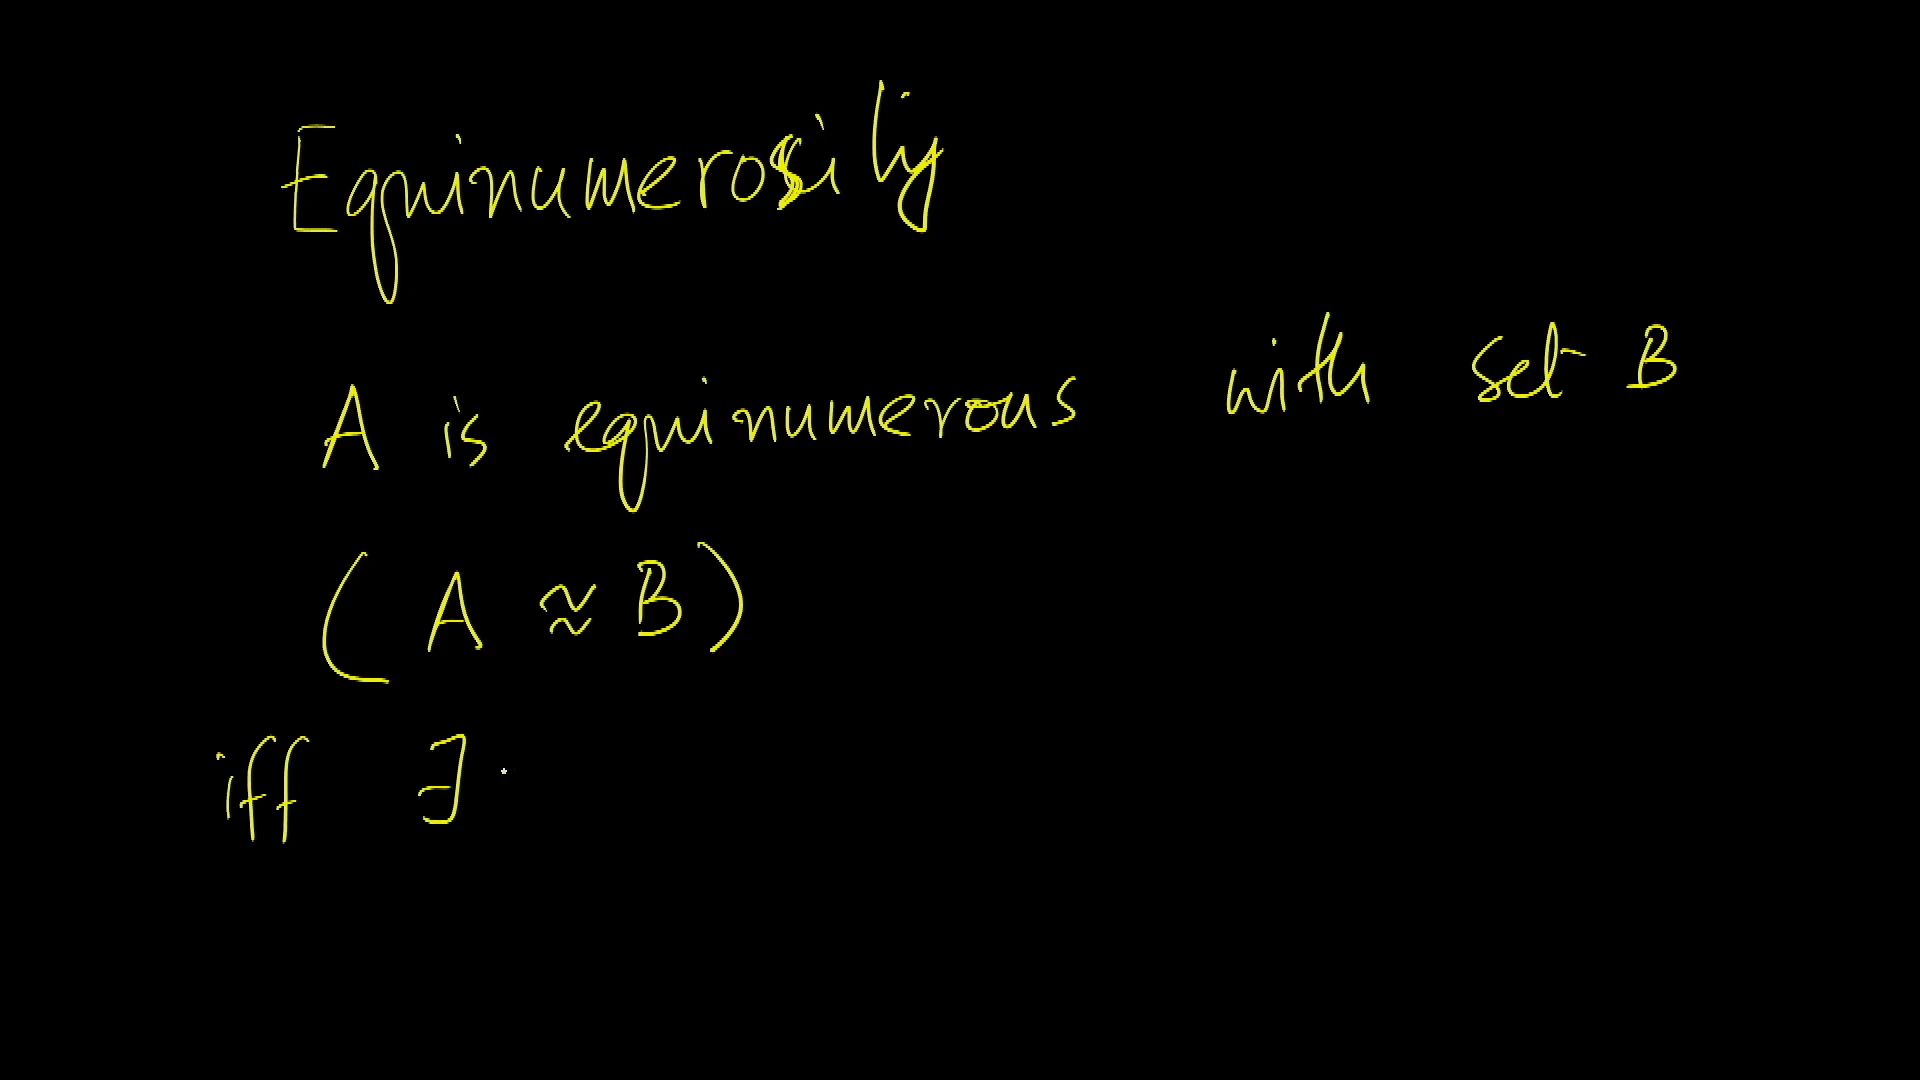 Equinumerosity
A is equinumerous with set B
(A ≈ B)
iff ∃